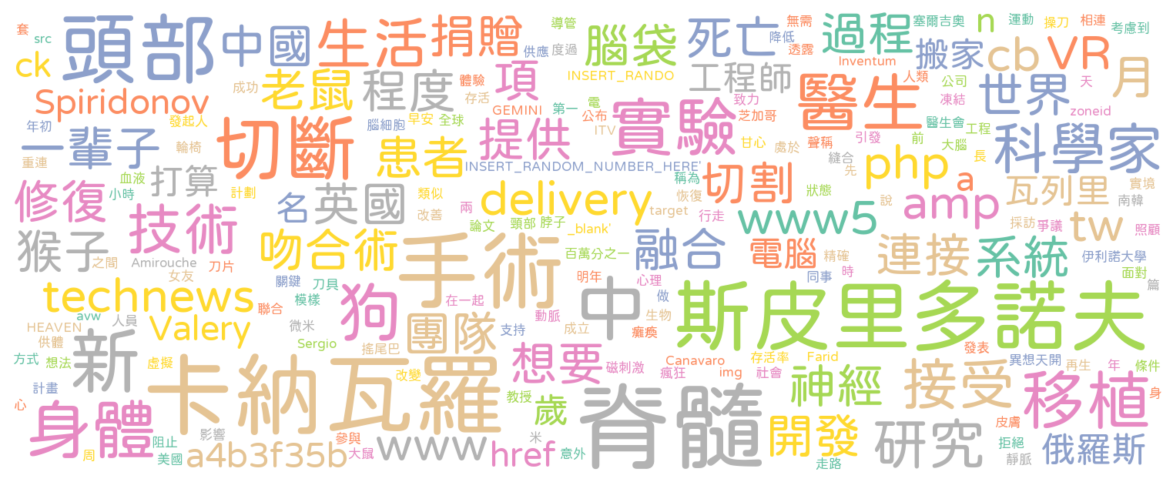 套 src 頭部 中國 生活 捐贈 導管 供應 度過 腦袋 死亡 降低 透露 無需 過程 塞爾吉奧 搬家 n 運動 操刀 相連 考慮到
ck 成功 老鼠 程度 體驗 存活 項 INSERT_RANDO 工程師 Inventum 人類 cb VR 月
Spiridonov 發起人 早安 全球 GEMINI 第一 電 公布 ITV 實驗 致力 芝加哥 醫生 公司 凍結 世界 天 zoneid
年初 一輩子 輪椅 切斷 腦細胞 患者 提供 甘心 處於 聲稱 引發 醫生會 前 大腦 工程 長 科學家
重連 血液 小時 打算 計劃 類似 改善 INSERT_RANDOM_NUMBER_HERE' 稱為 恢復 切割 縫合 先 狀態 php a 說 瓦列里 實境 南韓
修復 技術 名 英國 兩 論文 頸部 脖子 _blank' delivery target 行走 www5 amp 採訪 爭議 tw 照顧
猴子 之間 Amirouche 刀片 女友 吻合術 手術 百萬分之一 融合 電腦 精確 連接 系統 伊利諾大學 面對
technews 關鍵 刀具 模樣 在一起 狗 明年 心理 做 同事 時 篇
avw HEAVEN 人員 供體 Valery 聯合 微米 Sergio 動脈 團隊 支持 成立 中 生物 癱瘓 斯皮里多諾夫
方式 想法 新 虛擬 搖尾巴 卡納瓦羅 改變 想要 磁刺激 瘋狂 Canavaro img 存活率 社會 Farid 神經 發表 異想天開 再生 年 條件
計畫 心 身體 影響 教授 歲 脊髓 接受 移植 身
周 阻止 美國 a4b3f35b 參與 大鼠 www 米 href 意外 開發 走路 研究 皮膚 拒絕 靜脈 俄羅斯